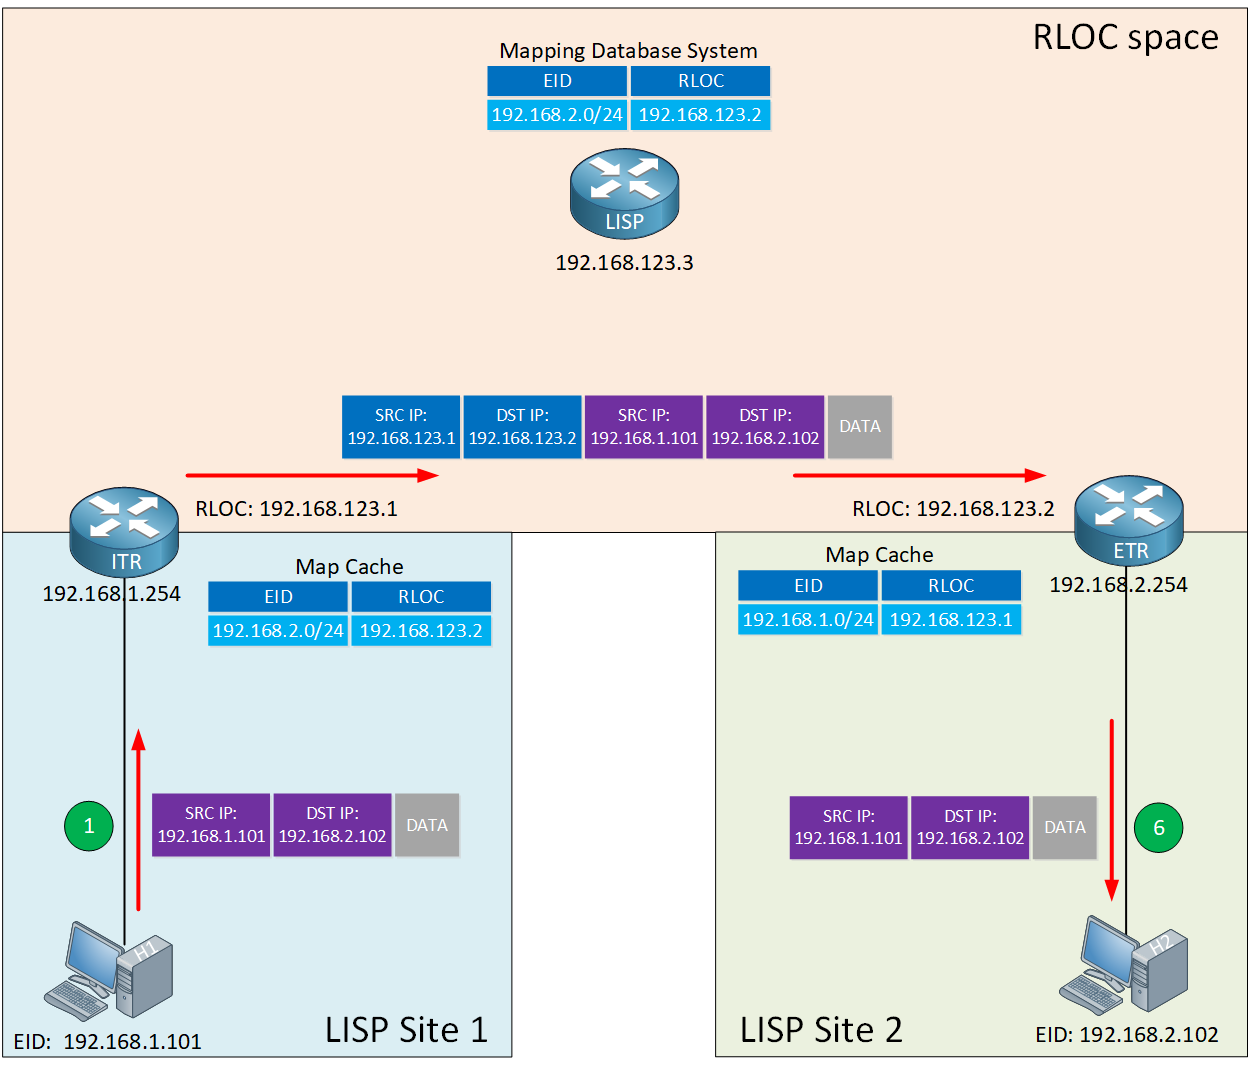 RLOC space
Mapping Database System
EID RLOC
192.168.2.0/24 192.168.123.2
LISP
192.168.123.3
SRC IP: DST IP: SRC IP: DST IP: DATA
192.168.123.1 192.168.123.2 192.168.1.101 192.168.2.102
RLOC: 192.168.123.1
RLOC: 192.168.123.2
ITR
192.168.1.254
Map Cache
EID RLOC
192.168.2.0/24 192.168.123.2
ETR
192.168.2.254
Map Cache
EID RLOC
192.168.1.0/24 192.168.123.1
1
SRC IP: DST IP: DATA
192.168.1.101 192.168.2.102
SRC IP: DST IP: DATA
192.168.1.101 192.168.2.102
6
H1
EID: 192.168.1.101
LISP Site 1
H2
LISP Site 2
EID: 192.168.2.102